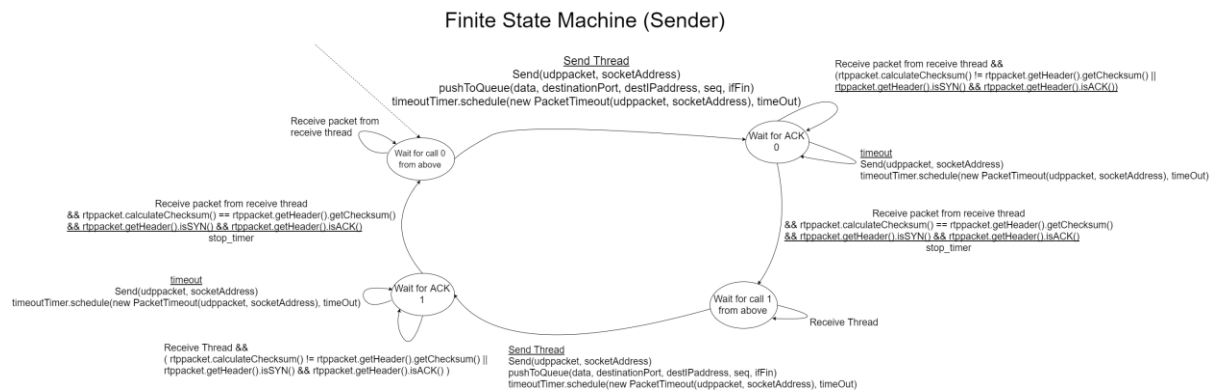 Finite State Machine (Sender)
Send Thread
Send(udppacket, socketAddress)
pushToQueue(data, destinationPort, destIPaddress, seq, ifFin)
timeoutTimer.schedule(new PacketTimeout(udppacket, socketAddress), timeOut)
Receive packet from receive thread &&
(rtppacket.calculateChecksum() != rtppacket.getHeader().getChecksum() ||
rtppacket.getHeader().isSYN() && rtppacket.getHeader().isACK())
Receive packet from
receive thread
Wait for call 0
from above
Wait for ACK
0
timeout
Send(udppacket, socketAddress)
timeoutTimer.schedule(new PacketTimeout(udppacket, socketAddress), timeOut)
Receive packet from receive thread
&& rtppacket.calculateChecksum() == rtppacket.getHeader().getChecksum()
&& rtppacket.getHeader().isSYN() && rtppacket.getHeader().isACK()
stop_timer
Receive packet from receive thread
&& rtppacket.calculateChecksum() == rtppacket.getHeader().getChecksum()
&& rtppacket.getHeader().isSYN() && rtppacket.getHeader().isACK()
stop_timer
timeout
Send(udppacket, socketAddress)
timeoutTimer.schedule(new PacketTimeout(udppacket, socketAddress), timeOut)
Wait for ACK
1
Wait for call 1
from above
Receive Thread
Receive Thread &&
( rtppacket.calculateChecksum() != rtppacket.getHeader().getChecksum() ||
rtppacket.getHeader().isSYN() && rtppacket.getHeader().isACK() )
Send Thread
Send(udppacket, socketAddress)
pushToQueue(data, destinationPort, destIPaddress, seq, ifFin)
timeoutTimer.schedule(new PacketTimeout(udppacket, socketAddress), timeOut)